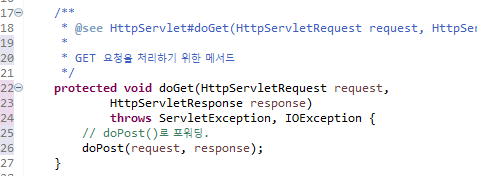 17 /**
18  * @see HttpServlet#doGet(HttpServletRequest request, HttpSe
19  *
20  * GET 요청을 처리하기 위한 메서드
21  */
22 protected void doGet(HttpServletRequest request,
23         HttpServletResponse response)
24         throws ServletException, IOException {
25     // doPost()로 포워딩.
26     doPost(request, response);
27 }